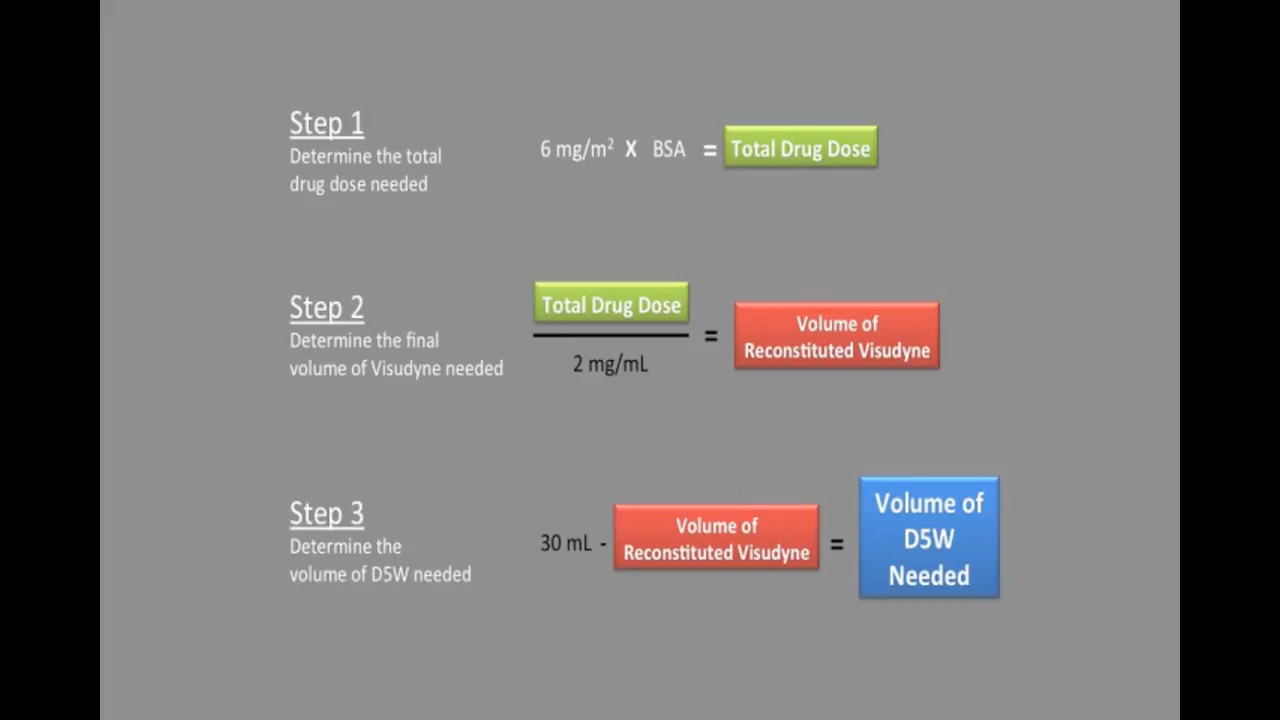 Step 1
Determine the total
drug dose needed
6 mg/m² X BSA = Total Drug Dose
Step 2
Determine the final
volume of Visudyne needed
Total Drug Dose
2 mg/mL
=
Volume of
Reconstituted Visudyne
Step 3
Determine the
volume of D5W needed
30 mL -
Volume of
Reconstituted Visudyne
=
Volume of
D5W
Needed